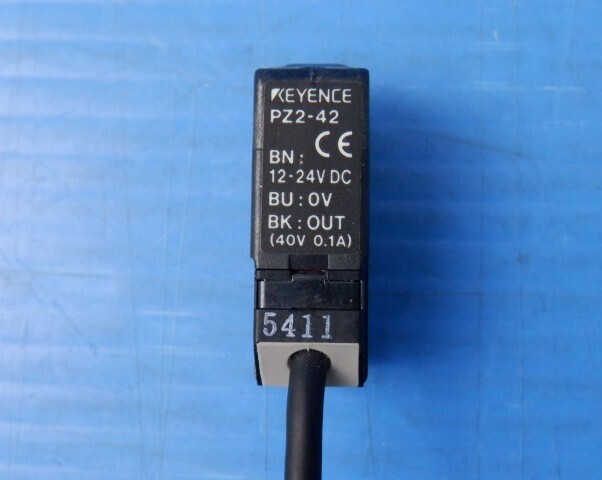 KEYENCE
PZ2-42
CE
BN:
12-24V DC
BU:0V
BK:OUT
(40V 0.1A)
5411